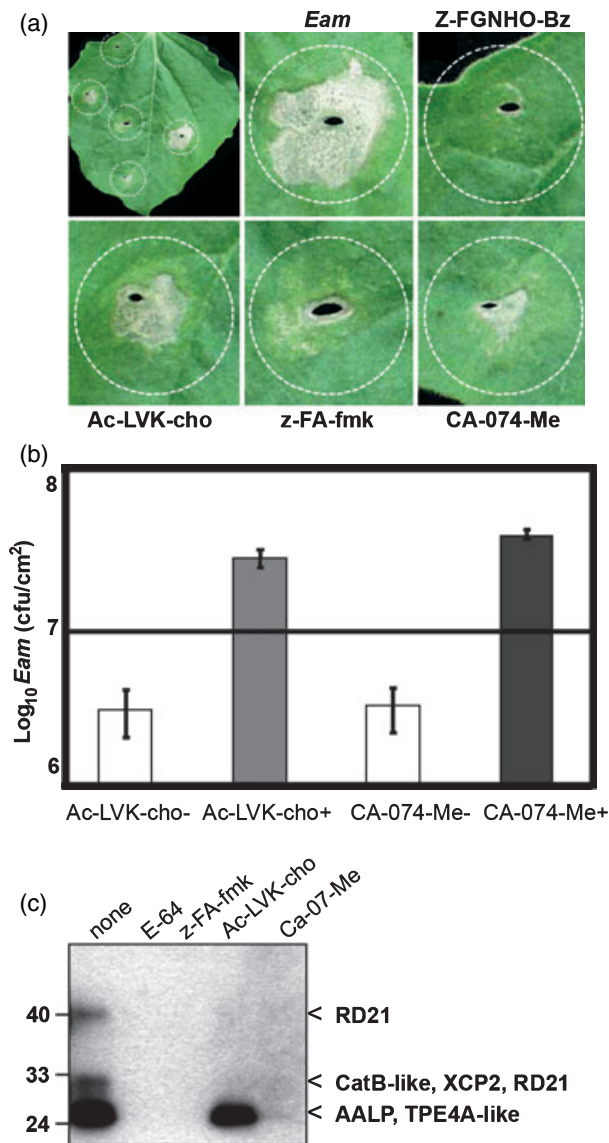 (a)
Eam Z-FGNHO-Bz
Ac-LVK-cho z-FA-fmk CA-074-Me
(b)
8
7
6
Log10 Eam (cfu/cm2)
Ac-LVK-cho- Ac-LVK-cho+ CA-074-Me- CA-074-Me+
(c)
none E-64 z-FA-fmk Ac-LVK-cho Ca-07-Me
40 < RD21
33 < CatB-like, XCP2, RD21
24 < AALP, TPE4A-like